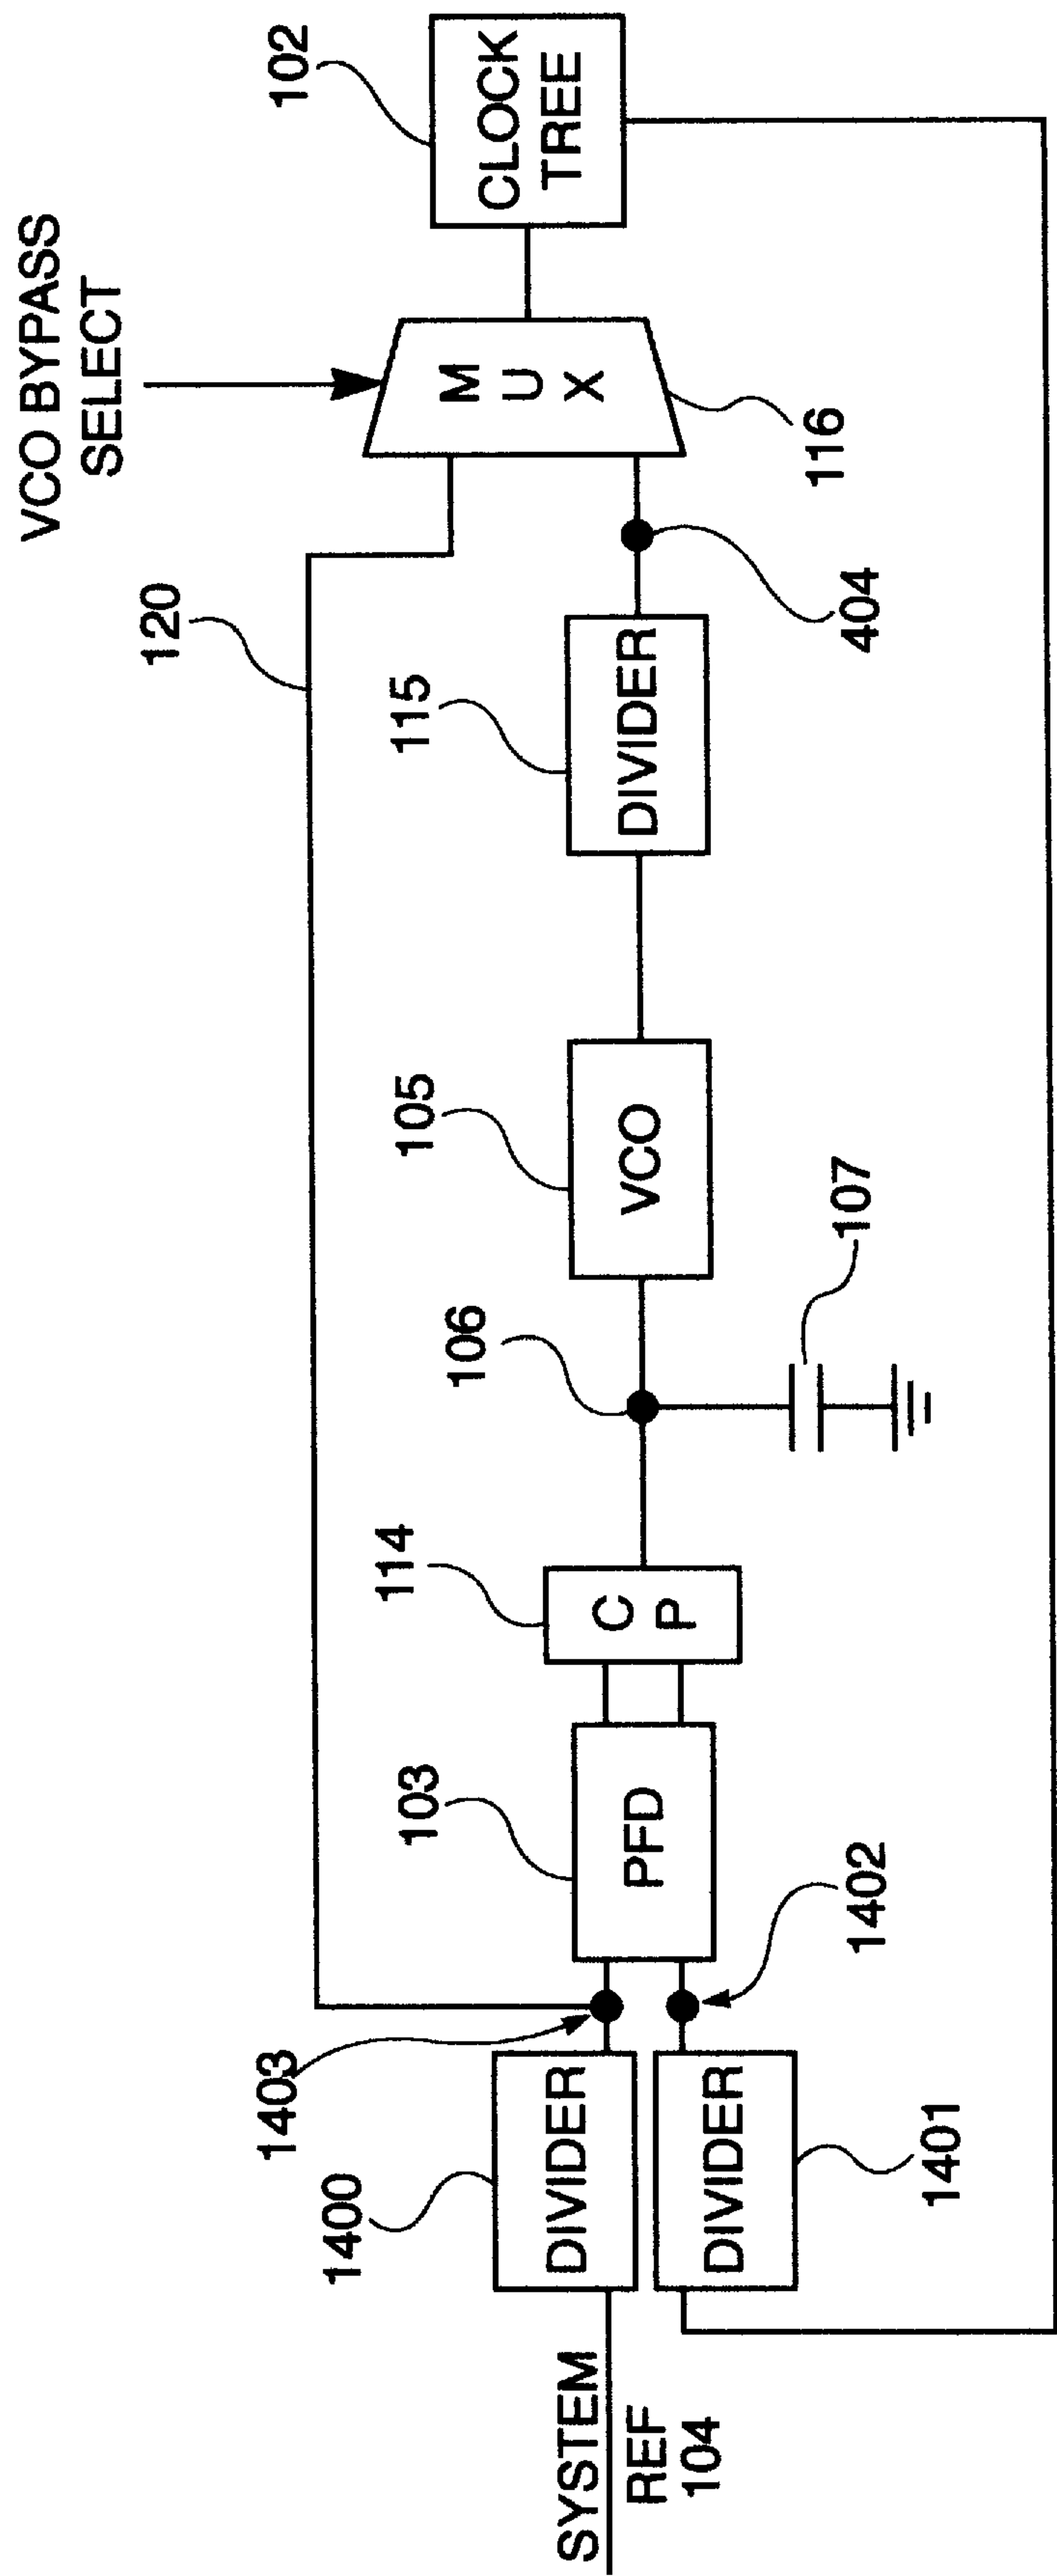 VCO BYPASS
SELECT
102
CLOCK
TREE
120
M
U
X
116
115
DIVIDER
404
105
VCO
106
107
114
C
P
103
PFD
1403
1402
1400
DIVIDER
DIVIDER
1401
SYSTEM
REF
104